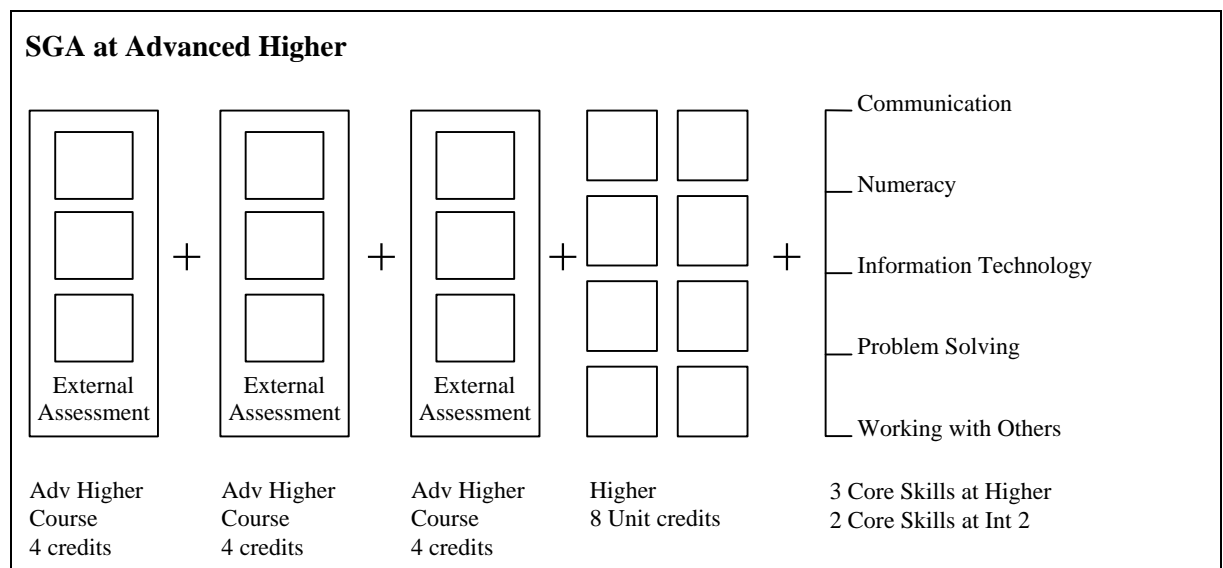 SGA at Advanced Higher
External
Assessment
+
External
Assessment
+
External
Assessment
+
+
Communication
Numeracy
Information Technology
Problem Solving
Working with Others
Adv Higher
Course
4 credits
Adv Higher
Course
4 credits
Adv Higher
Course
4 credits
Higher
8 Unit credits
3 Core Skills at Higher
2 Core Skills at Int 2